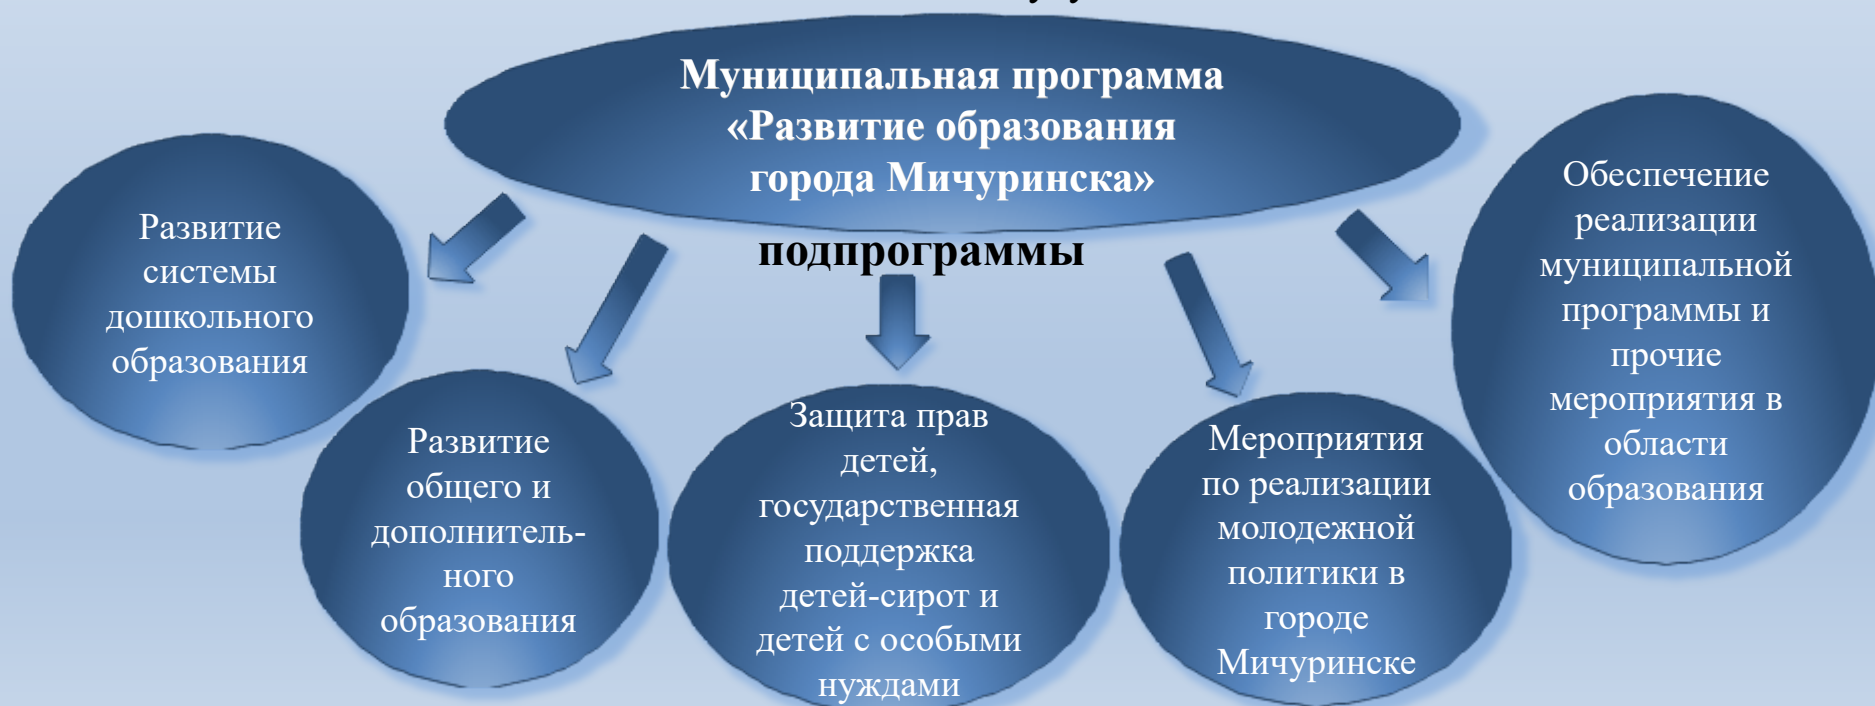 Муниципальная программа
«Развитие образования
города Мичуринска»
подпрограммы
Развитие
системы
дошкольного
образования
Развитие
общего и
дополнитель-
ного
образования
Защита прав
детей,
государственная
поддержка
детей-сирот и
детей с особыми
нуждами
Мероприятия
по реализации
молодежной
политики в
городе
Мичуринске
Обеспечение
реализации
муниципальной
программы и
прочие
мероприятия в
области
образования